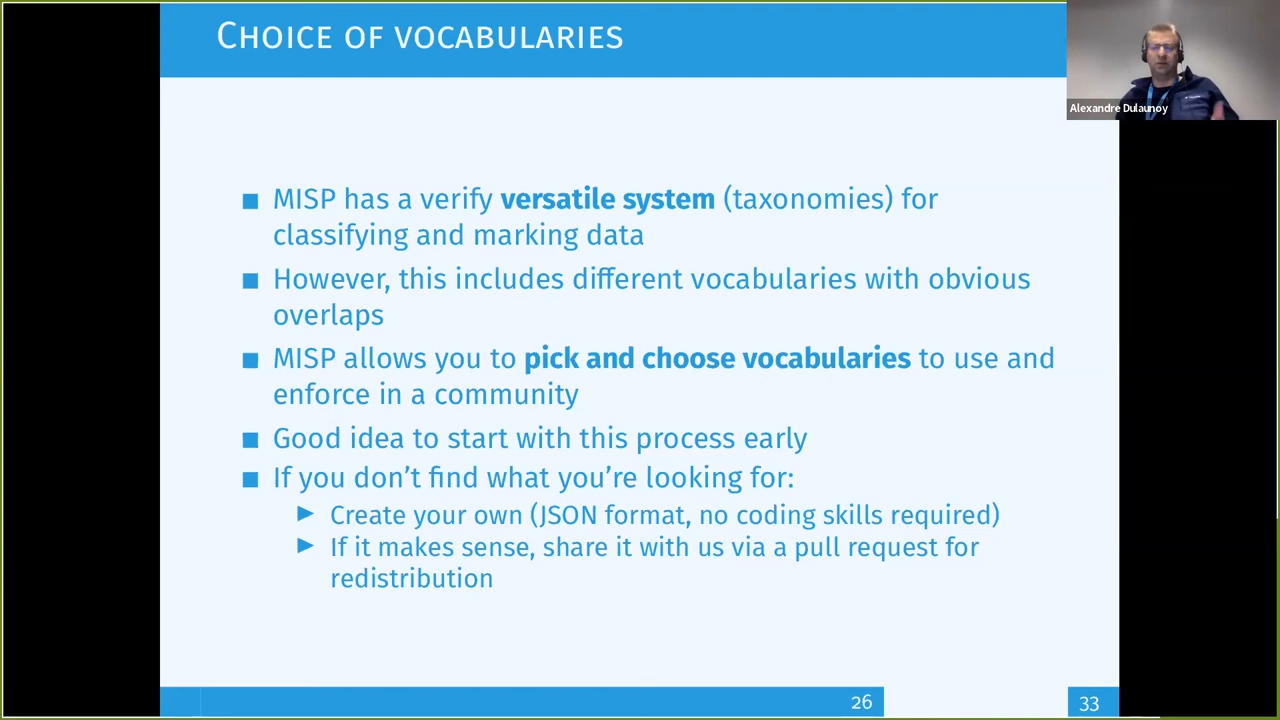 CHOICE OF VOCABULARIES
Alexandre Dulaunoy
MISP has a verify versatile system (taxonomies) for
classifying and marking data
However, this includes different vocabularies with obvious
overlaps
MISP allows you to pick and choose vocabularies to use and
enforce in a community
Good idea to start with this process early
If you don’t find what you’re looking for:
Create your own (JSON format, no coding skills required)
If it makes sense, share it with us via a pull request for
redistribution
26
33